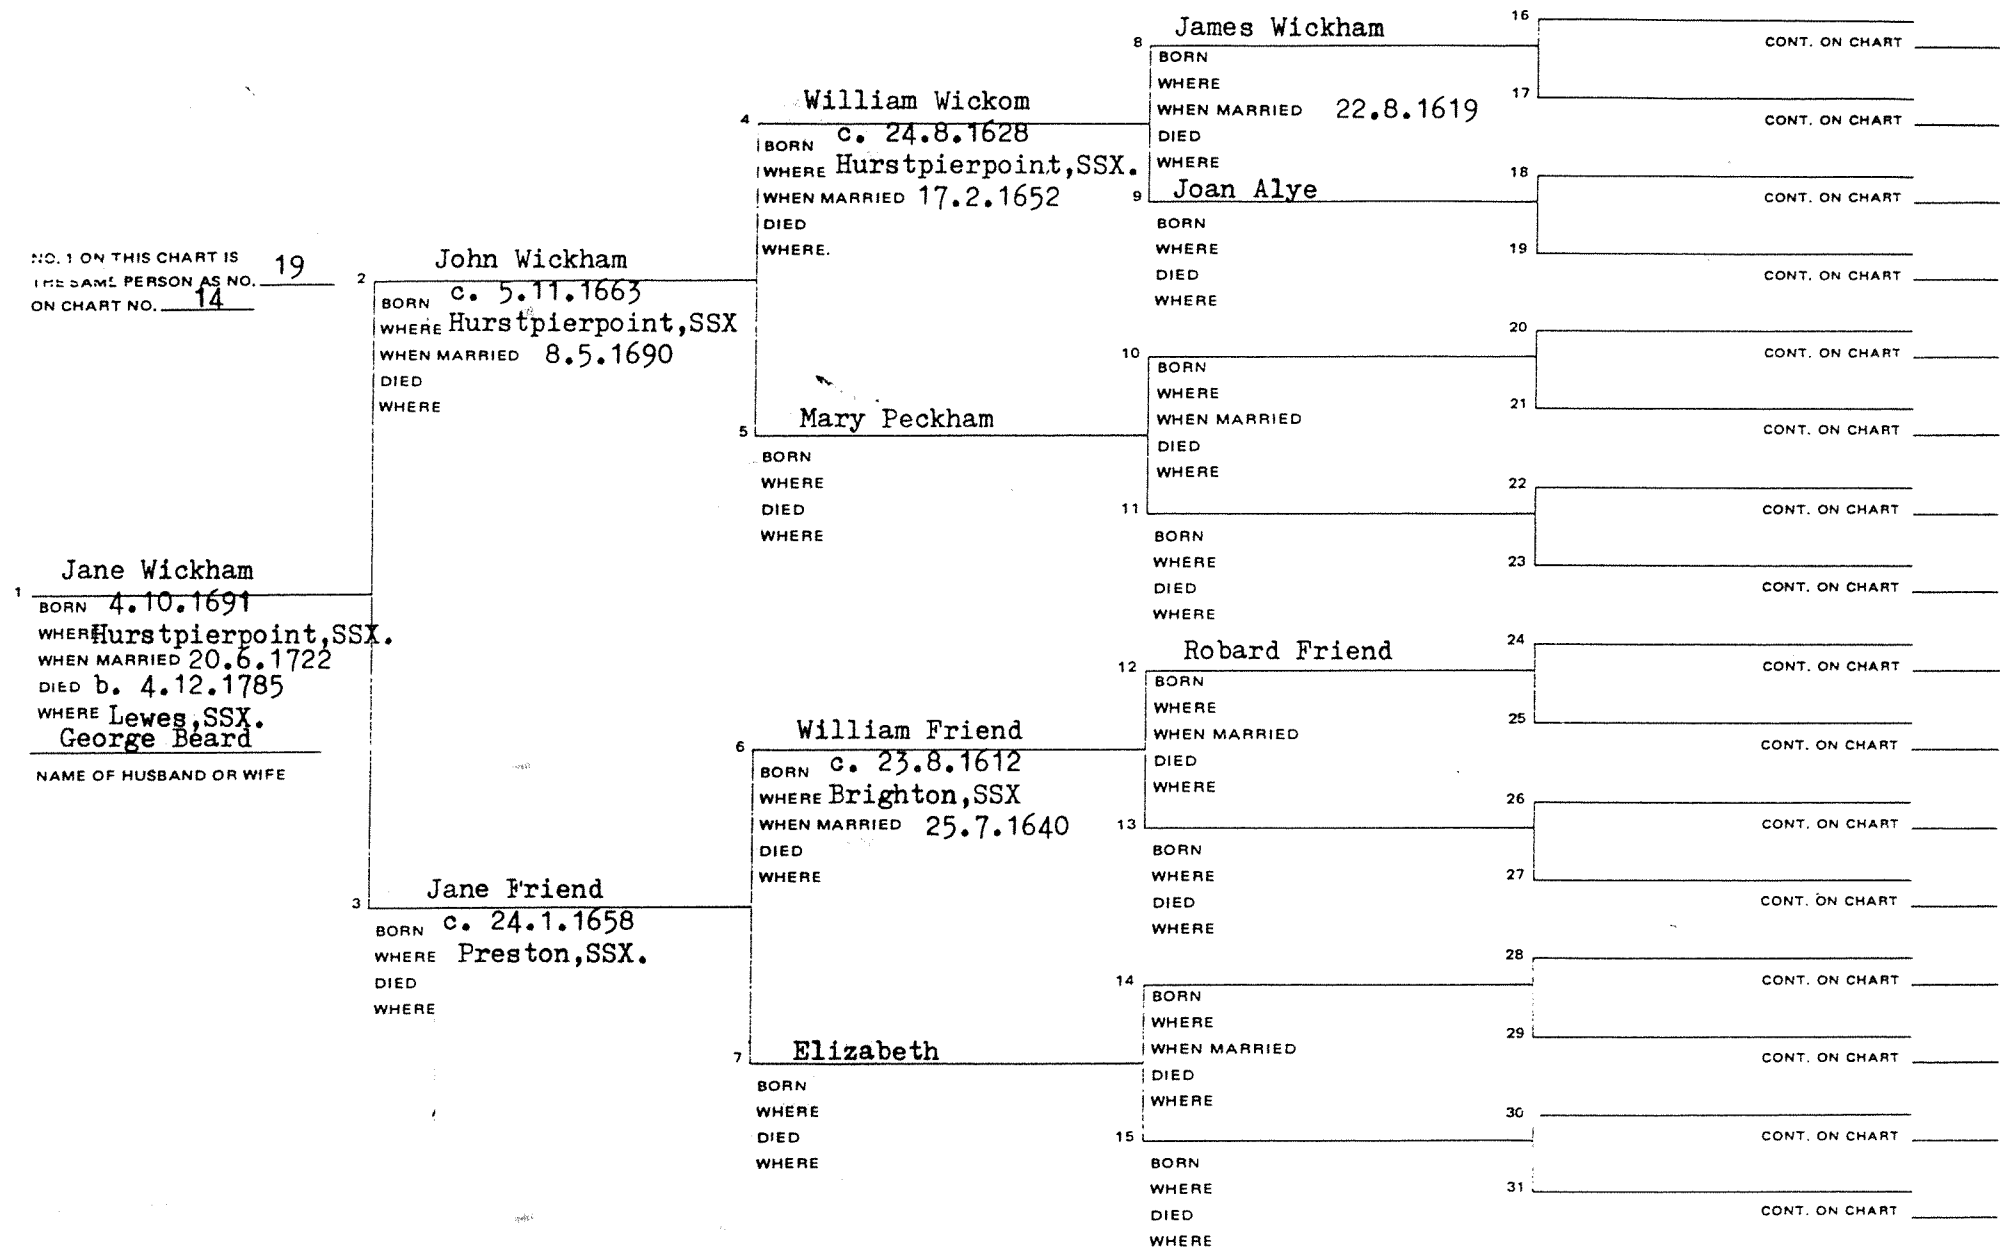 NO. 1 ON THIS CHART IS
THE SAME PERSON AS NO. 19
ON CHART NO. 14
1 Jane Wickham
BORN 4.10.1691
WHERE Hurstpierpoint,SSX.
WHEN MARRIED 20.6.1722
DIED b. 4.12.1785
WHERE Lewes,SSX.
George Beard
NAME OF HUSBAND OR WIFE
2 John Wickham
BORN c. 5.11.1663
WHERE Hurstpierpoint,SSX
WHEN MARRIED 8.5.1690
DIED
WHERE
3 Jane Friend
BORN c. 24.1.1658
WHERE Preston,SSX.
DIED
WHERE
4 William Wickom
BORN c. 24.8.1628
WHERE Hurstpierpoint,SSX.
WHEN MARRIED 17.2.1652
DIED
WHERE.
5 Mary Peckham
BORN
WHERE
DIED
WHERE
6 William Friend
BORN c. 23.8.1612
WHERE Brighton,SSX
WHEN MARRIED 25.7.1640
DIED
WHERE
7 Elizabeth
BORN
WHERE
DIED
WHERE
8 James Wickham
BORN
WHERE
WHEN MARRIED 22.8.1619
DIED
WHERE
9 Joan Alye
BORN
WHERE
DIED
WHERE
10
BORN
WHERE
WHEN MARRIED
DIED
WHERE
11
BORN
WHERE
DIED
WHERE
12 Robard Friend
BORN
WHERE
WHEN MARRIED
DIED
WHERE
13
BORN
WHERE
DIED
WHERE
14
BORN
WHERE
WHEN MARRIED
DIED
WHERE
15
BORN
WHERE
DIED
WHERE
16
CONT. ON CHART
17
CONT. ON CHART
18
CONT. ON CHART
19
CONT. ON CHART
20
CONT. ON CHART
21
CONT. ON CHART
22
CONT. ON CHART
23
CONT. ON CHART
24
CONT. ON CHART
25
CONT. ON CHART
26
CONT. ON CHART
27
CONT. ON CHART
28
CONT. ON CHART
29
CONT. ON CHART
30
CONT. ON CHART
31
CONT. ON CHART